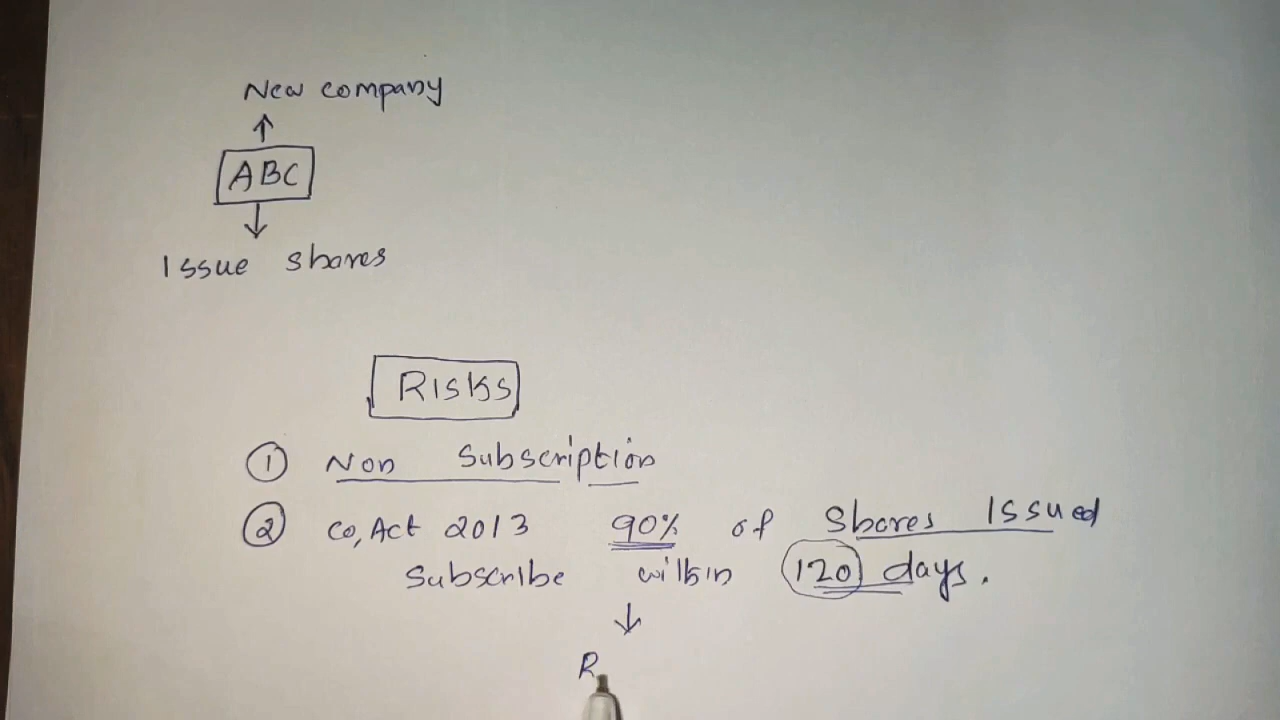 New company
ABC
Issue shares
Risks
① Non Subscription
② Co, Act 2013 90% of Shares Issued
Subscribe within 120 days.
R